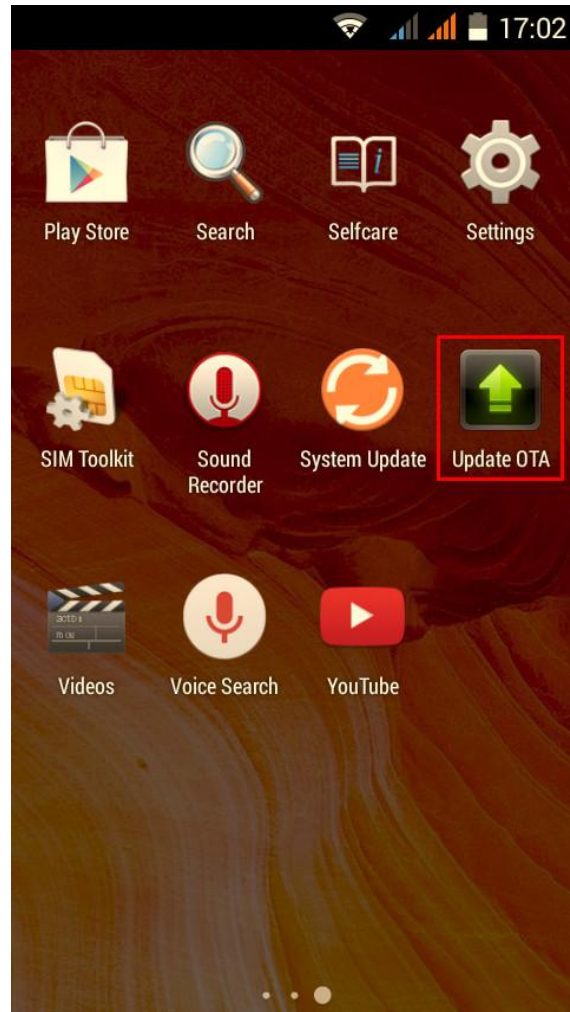 17:02
Play Store
Search
Selfcare
Settings
SIM Toolkit
Sound
Recorder
System Update
Update OTA
Videos
Voice Search
YouTube